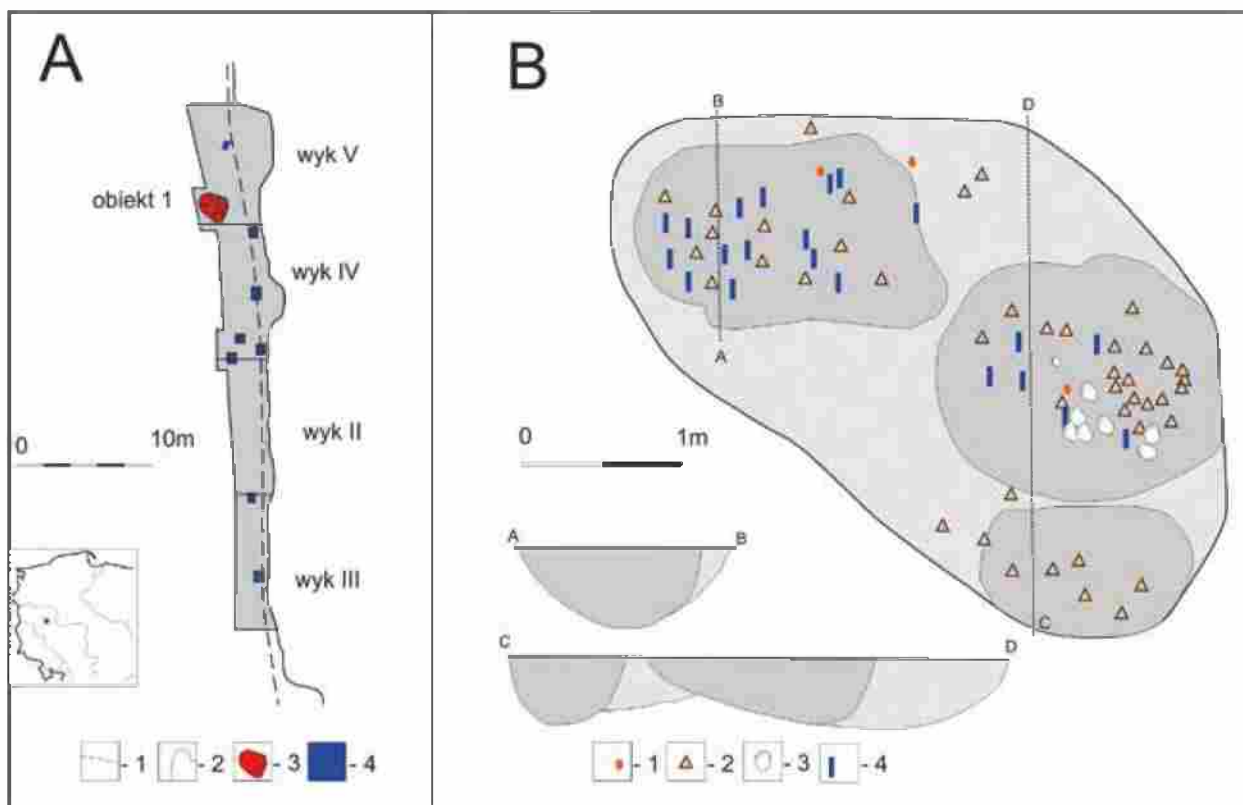 A
wyk V
obiekt 1
wyk IV
0 10m
wyk II
wyk III
- 1 - 2 - 3 - 4
B
B D
A
0 1m
C
A B
C D
- 1 - 2 - 3 - 4